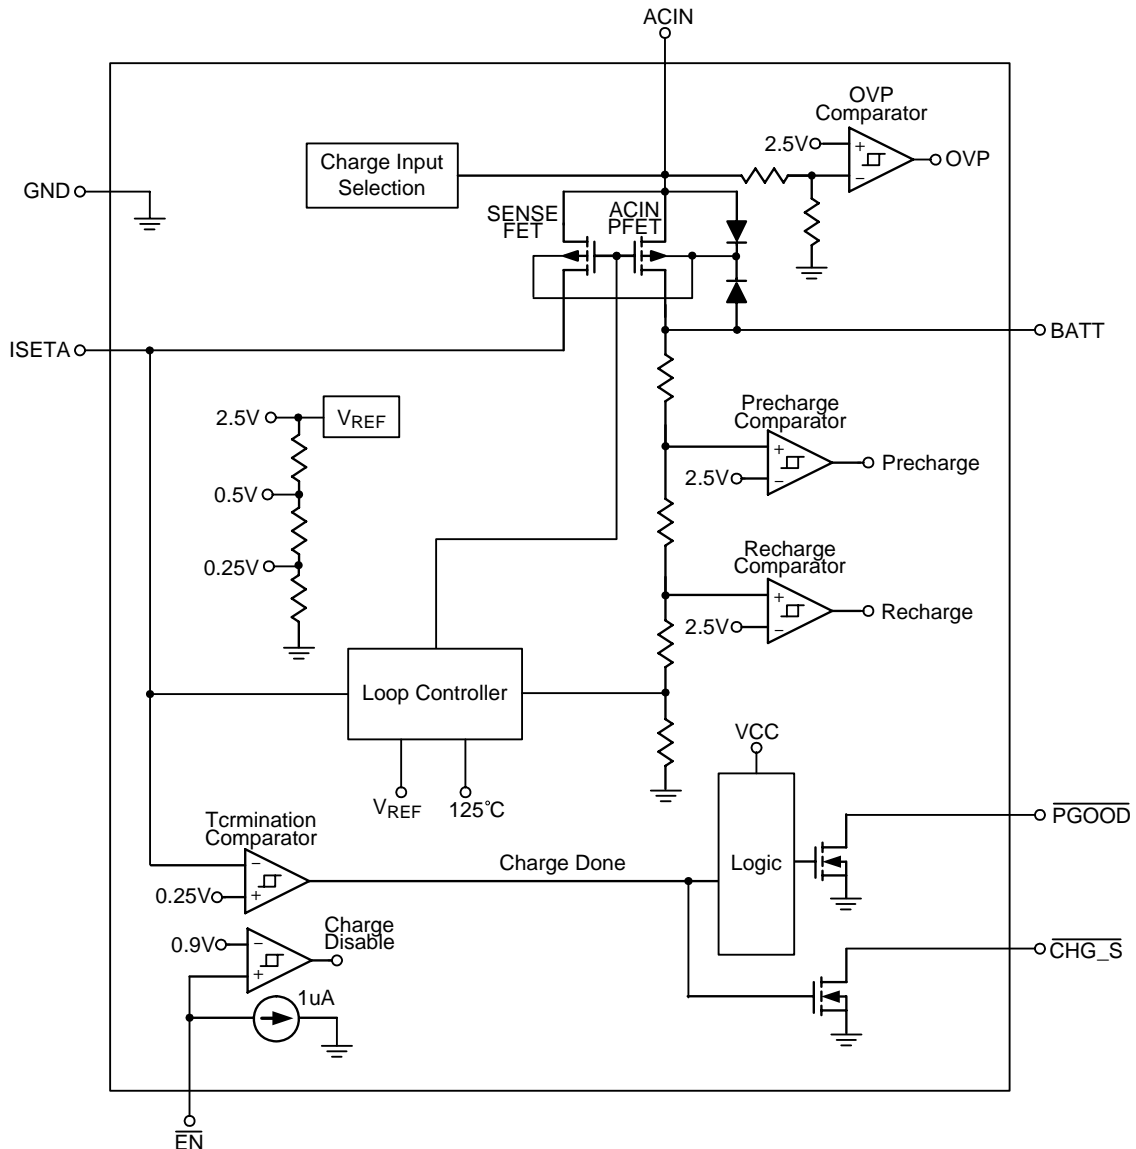 ACIN
OVP
Comparator
2.5V
+
−
OVP
Charge Input
Selection
GND
SENSE
FET
ACIN
PFET
ISETA
BATT
2.5V
VREF
0.5V
0.25V
Precharge
Comparator
+
−
2.5V
Precharge
Recharge
Comparator
+
−
2.5V
Recharge
Loop Controller
VREF
125℃
VCC
Logic
PGOOD
Tcrmination
Comparator
−
+
0.25V
Charge Done
Charge
Disable
0.9V
−
+
1uA
CHG_S
EN